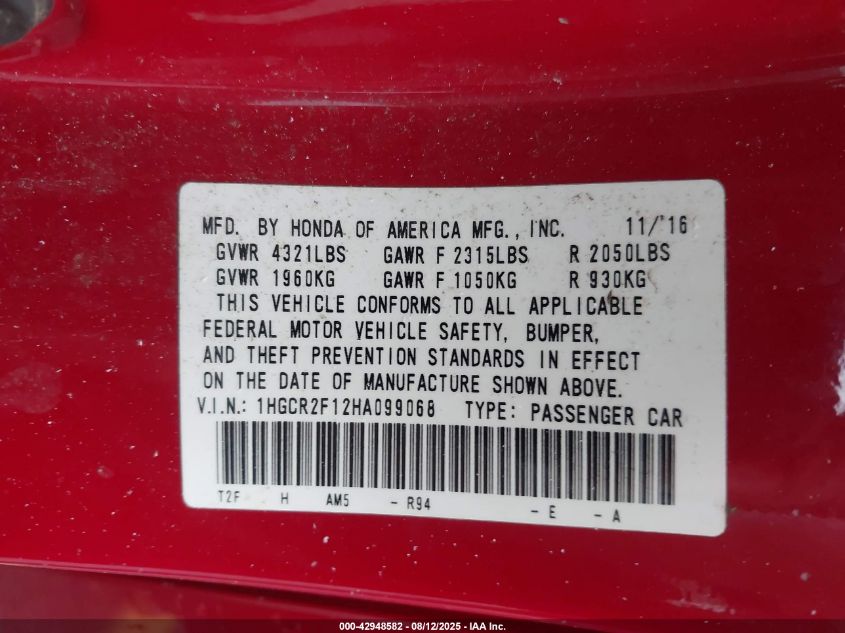 MFD. BY HONDA OF AMERICA MFG., INC. 11/'16
GVWR 4321LBS GAWR F 2315LBS R 2050LBS
GVWR 1960KG GAWR F 1050KG R 930KG
THIS VEHICLE CONFORMS TO ALL APPLICABLE
FEDERAL MOTOR VEHICLE SAFETY, BUMPER,
AND THEFT PREVENTION STANDARDS IN EFFECT
ON THE DATE OF MANUFACTURE SHOWN ABOVE.
V.I.N.: 1HGCR2F12HA099068 TYPE: PASSENGER CAR
T2F H AM5 - R94 - E - A
000-42948582 - 08/12/2025 - IAA Inc.